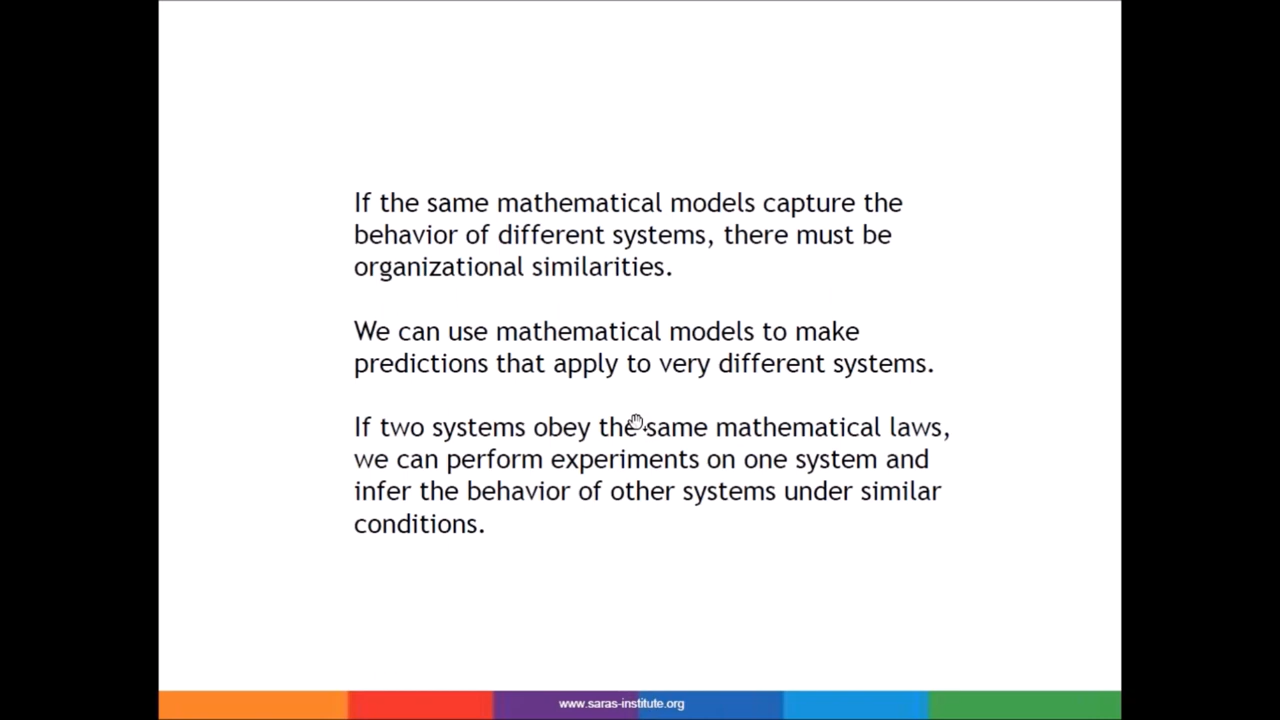 If the same mathematical models capture the
behavior of different systems, there must be
organizational similarities.
We can use mathematical models to make
predictions that apply to very different systems.
If two systems obey the same mathematical laws,
we can perform experiments on one system and
infer the behavior of other systems under similar
conditions.
www.saras-institute.org